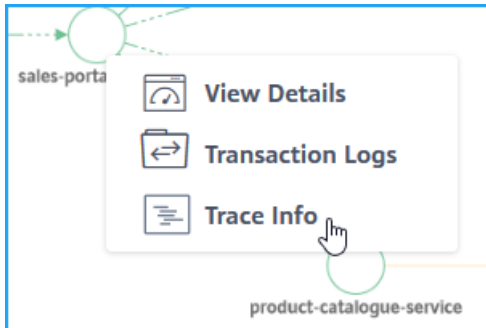 sales-porta
View Details
Transaction Logs
Trace Info
product-catalogue-service